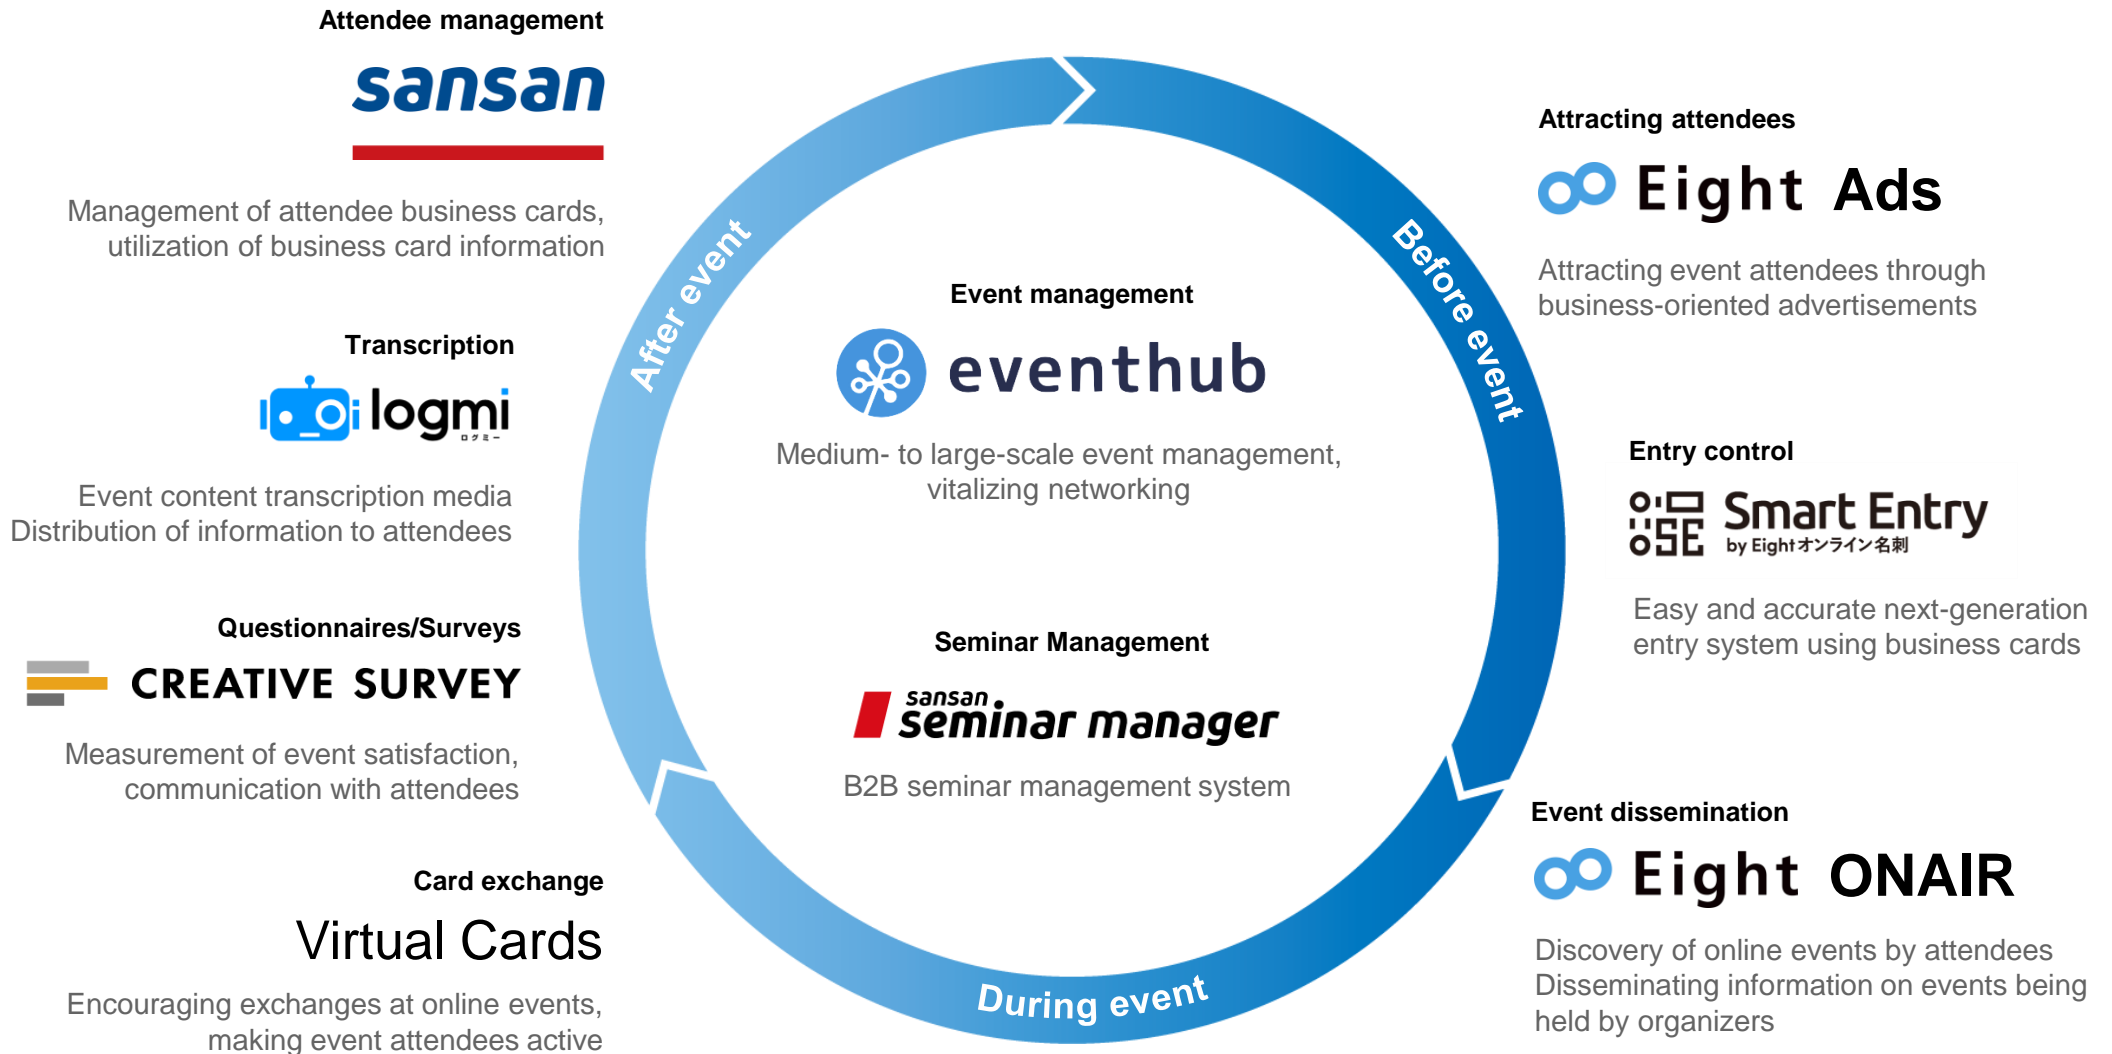 Attendee management
sansan
Management of attendee business cards,
utilization of business card information
Transcription
logmi
ログミー
Event content transcription media
Distribution of information to attendees
Questionnaires/Surveys
CREATIVE SURVEY
Measurement of event satisfaction,
communication with attendees
Card exchange
Virtual Cards
Encouraging exchanges at online events,
making event attendees active
After event
Before event
During event
Event management
eventhub
Medium- to large-scale event management,
vitalizing networking
Seminar Management
sansan
seminar manager
B2B seminar management system
Attracting attendees
Eight Ads
Attracting event attendees through
business-oriented advertisements
Entry control
SE
Smart Entry
by Eightオンライン名刺
Easy and accurate next-generation
entry system using business cards
Event dissemination
Eight ONAIR
Discovery of online events by attendees
Disseminating information on events being
held by organizers